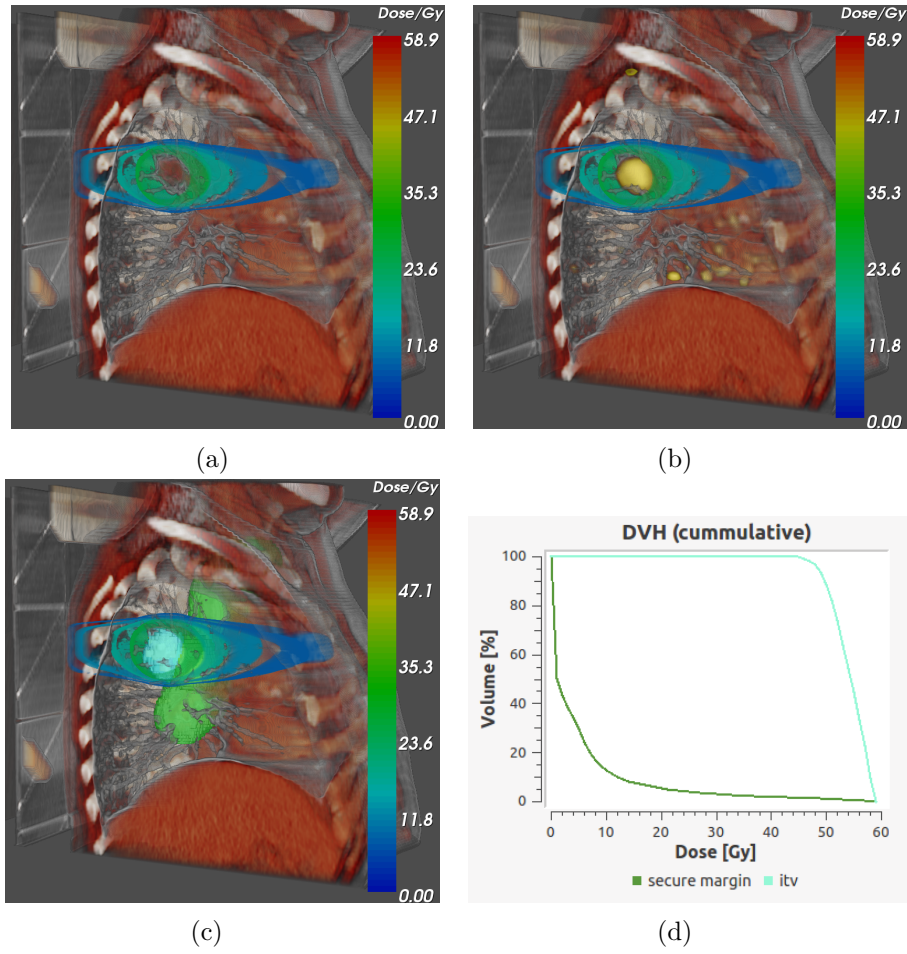 Dose/Gy
58.9
47.1
35.3
23.6
11.8
0.00
(a)
Dose/Gy
58.9
47.1
35.3
23.6
11.8
0.00
(b)
Dose/Gy
58.9
47.1
35.3
23.6
11.8
0.00
(c)
DVH (cummulative)
Volume [%]
100
80
60
40
20
0
0 10 20 30 40 50 60
Dose [Gy]
secure margin itv
(d)